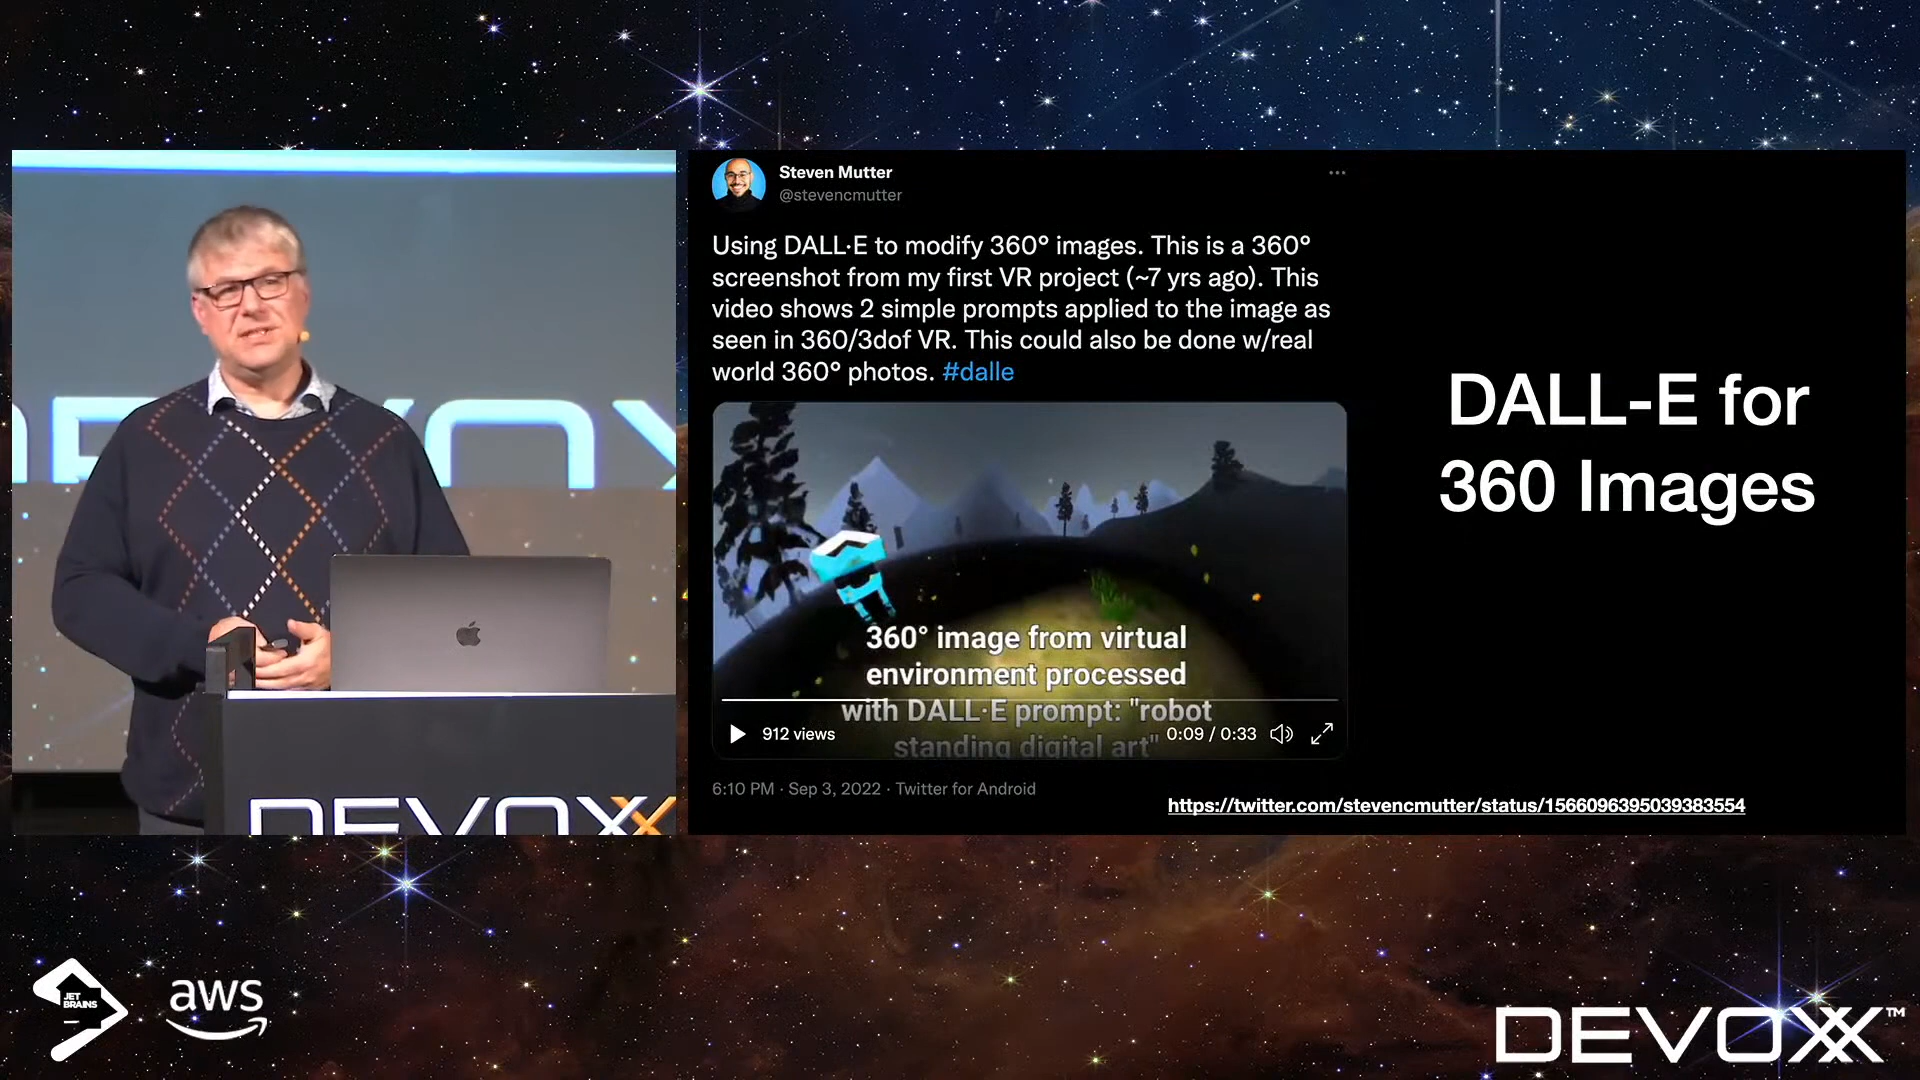 DEVOX
DEVOXX
Steven Mutter
@stevencmutter
Using DALL·E to modify 360° images. This is a 360°
screenshot from my first VR project (~7 yrs ago). This
video shows 2 simple prompts applied to the image as
seen in 360/3dof VR. This could also be done w/real
world 360° photos. #dalle
360° image from virtual
environment processed
with DALL·E prompt: "robot
standing digital art"
912 views
0:09 / 0:33
6:10 PM · Sep 3, 2022 · Twitter for Android
DALL-E for
360 Images
https://twitter.com/stevencmutter/status/1566096395039383554
JET
BRAINS
aws
DEVOXX™